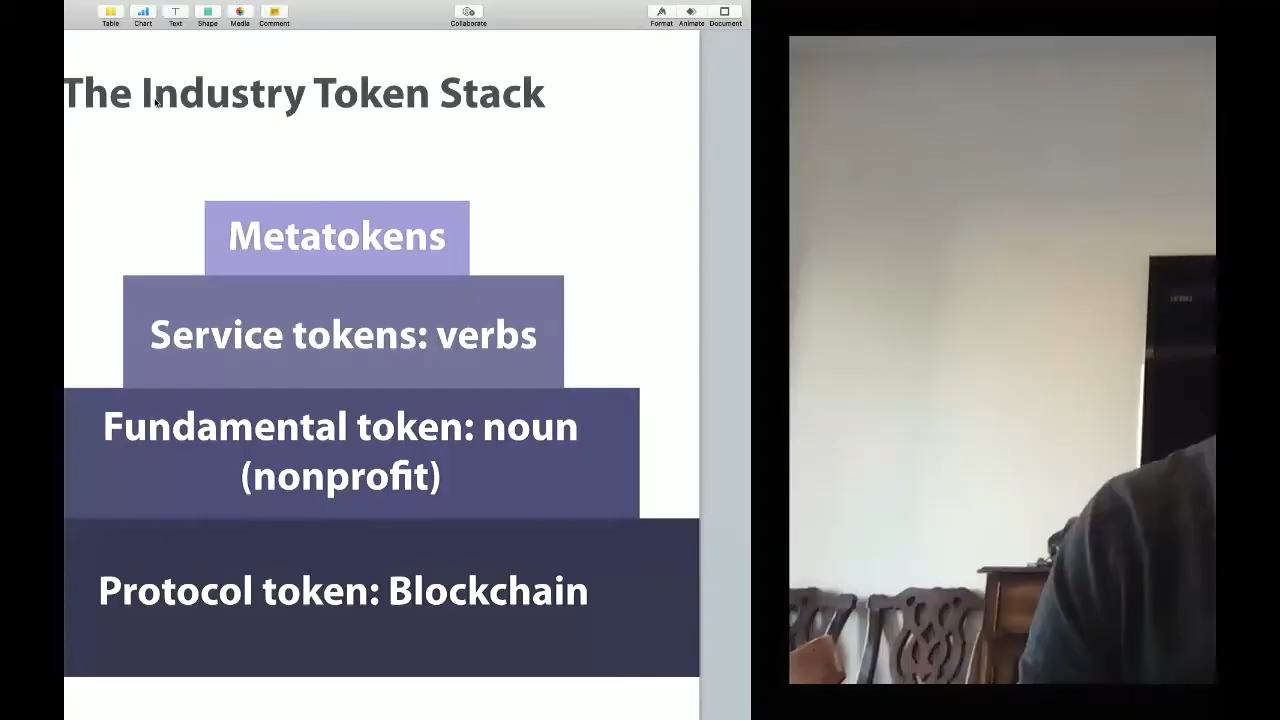 Table Chart Text Shape Media Comment Collaborate Format Animate Document
The Industry Token Stack
Metatokens
Service tokens: verbs
Fundamental token: noun
(nonprofit)
Protocol token: Blockchain